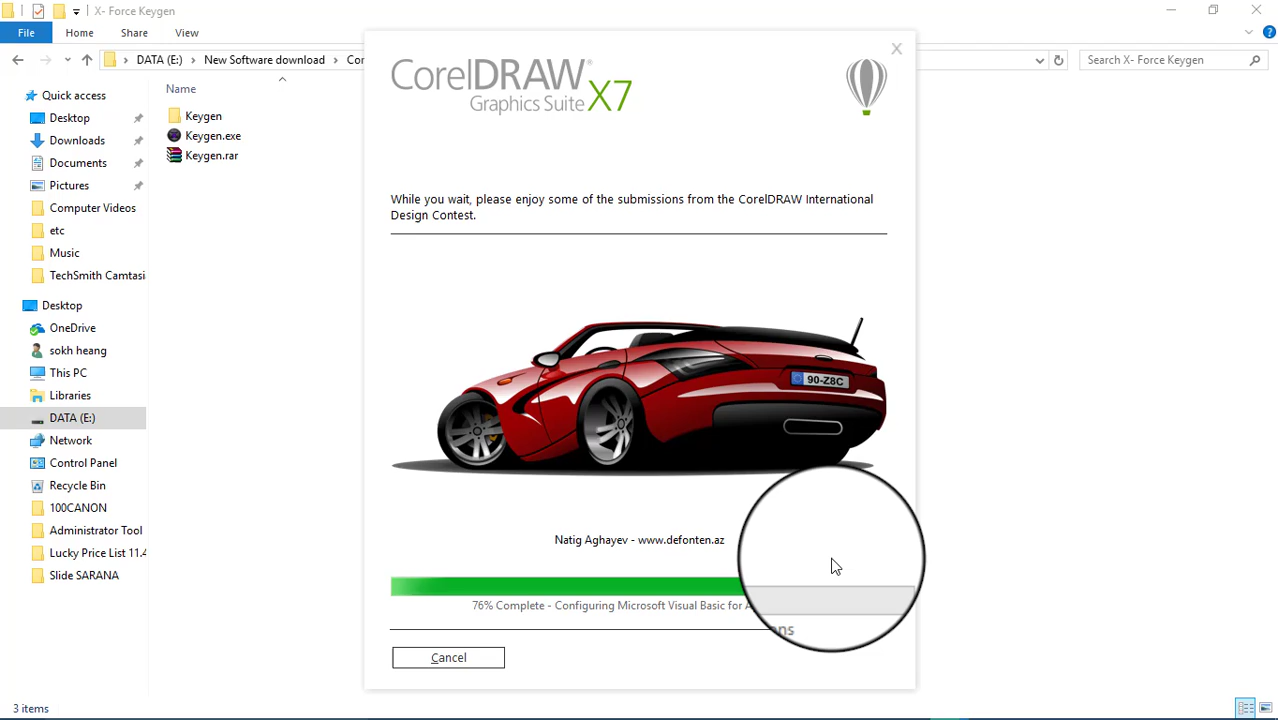 X- Force Keygen
File
Home
Share
View
DATA (E:)
New Software download
Search X- Force Keygen
Quick access
Desktop
Downloads
Documents
Pictures
Computer Videos
etc
Music
TechSmith Camtasi
Desktop
OneDrive
sokh heang
This PC
Libraries
DATA (E:)
Network
Control Panel
Recycle Bin
100CANON
Administrator Tool
Lucky Price List 11.4
Slide SARANA
Name
Keygen
Keygen.exe
Keygen.rar
CorelDRAW®
Graphics Suite X7
While you wait, please enjoy some of the submissions from the CorelDRAW International
Design Contest.
90-Z8C
Natig Aghayev - www.defonten.az
76% Complete - Configuring Microsoft Visual Basic for
Cancel
3 items